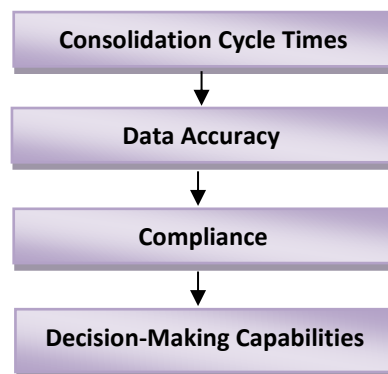 Consolidation Cycle Times
Data Accuracy
Compliance
Decision-Making Capabilities